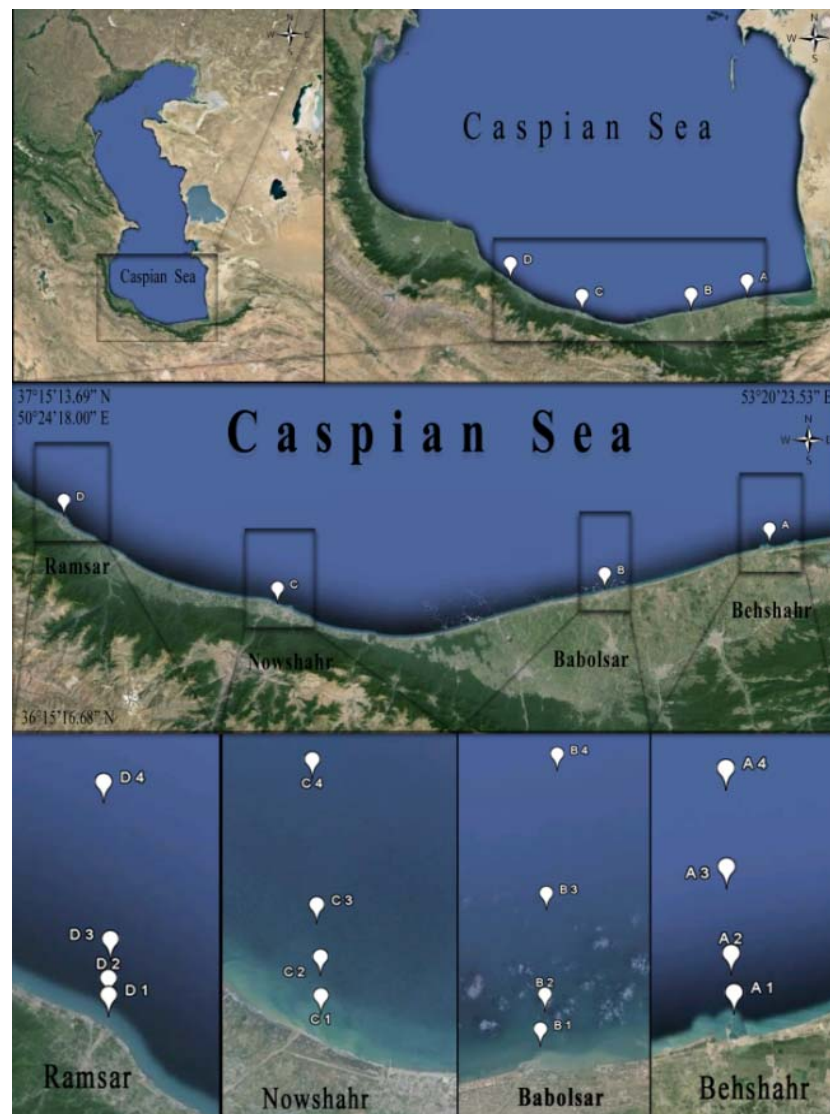 N
W E
S
Caspian Sea
N
W E
S
Caspian Sea
D
C
B
A
37°15'13.69” N
50°24'18.00” E
53°20'23.53” E
Caspian Sea
N
W E
S
D
C
B
A
Ramsar
Nowshahr
Babolsar
Behshahr
36°15'16.68” N
D 4
D 3
D 2
D 1
Ramsar
C 4
C 3
C 2
C 1
Nowshahr
B 4
B 3
B 2
B 1
Babolsar
A 4
A 3
A 2
A 1
Behshahr